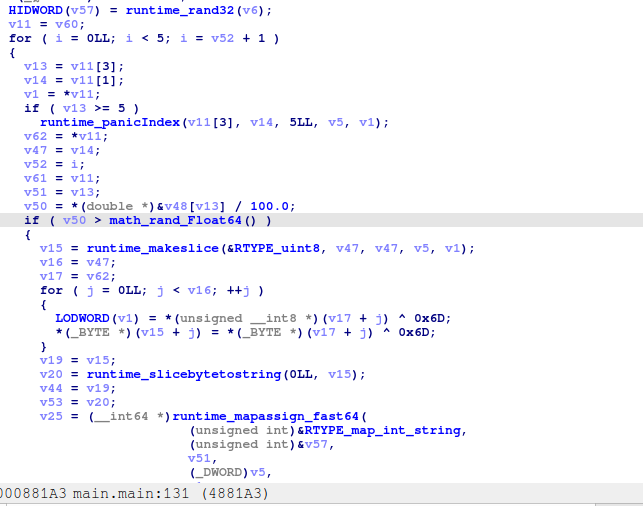 HIDWORD(v57) = runtime_rand32(v6);
v11 = v60;
for ( i = 0LL; i < 5; i = v52 + 1 )
{
v13 = v11[3];
v14 = v11[1];
v1 = *v11;
if ( v13 >= 5 )
runtime_panicIndex(v11[3], v14, 5LL, v5, v1);
v62 = *v11;
v47 = v14;
v52 = i;
v61 = v11;
v51 = v13;
v50 = *(double *)&v48[v13] / 100.0;
if ( v50 > math_rand_Float64() )
{
v15 = runtime_makeslice(&RTYPE_uint8, v47, v47, v5, v1);
v16 = v47;
v17 = v62;
for ( j = 0LL; j < v16; ++j )
{
LODWORD(v1) = *(unsigned __int8 *)(v17 + j) ^ 0x6D;
*(_BYTE *)(v15 + j) = *(_BYTE *)(v17 + j) ^ 0x6D;
}
v19 = v15;
v20 = runtime_slicebytetostring(0LL, v15);
v44 = v19;
v53 = v20;
v25 = (__int64 *)runtime_mapassign_fast64(
(unsigned int)&RTYPE_map_int_string,
(unsigned int)&v57,
v51,
(_DWORD)v5,
000881A3 main.main:131 (4881A3)